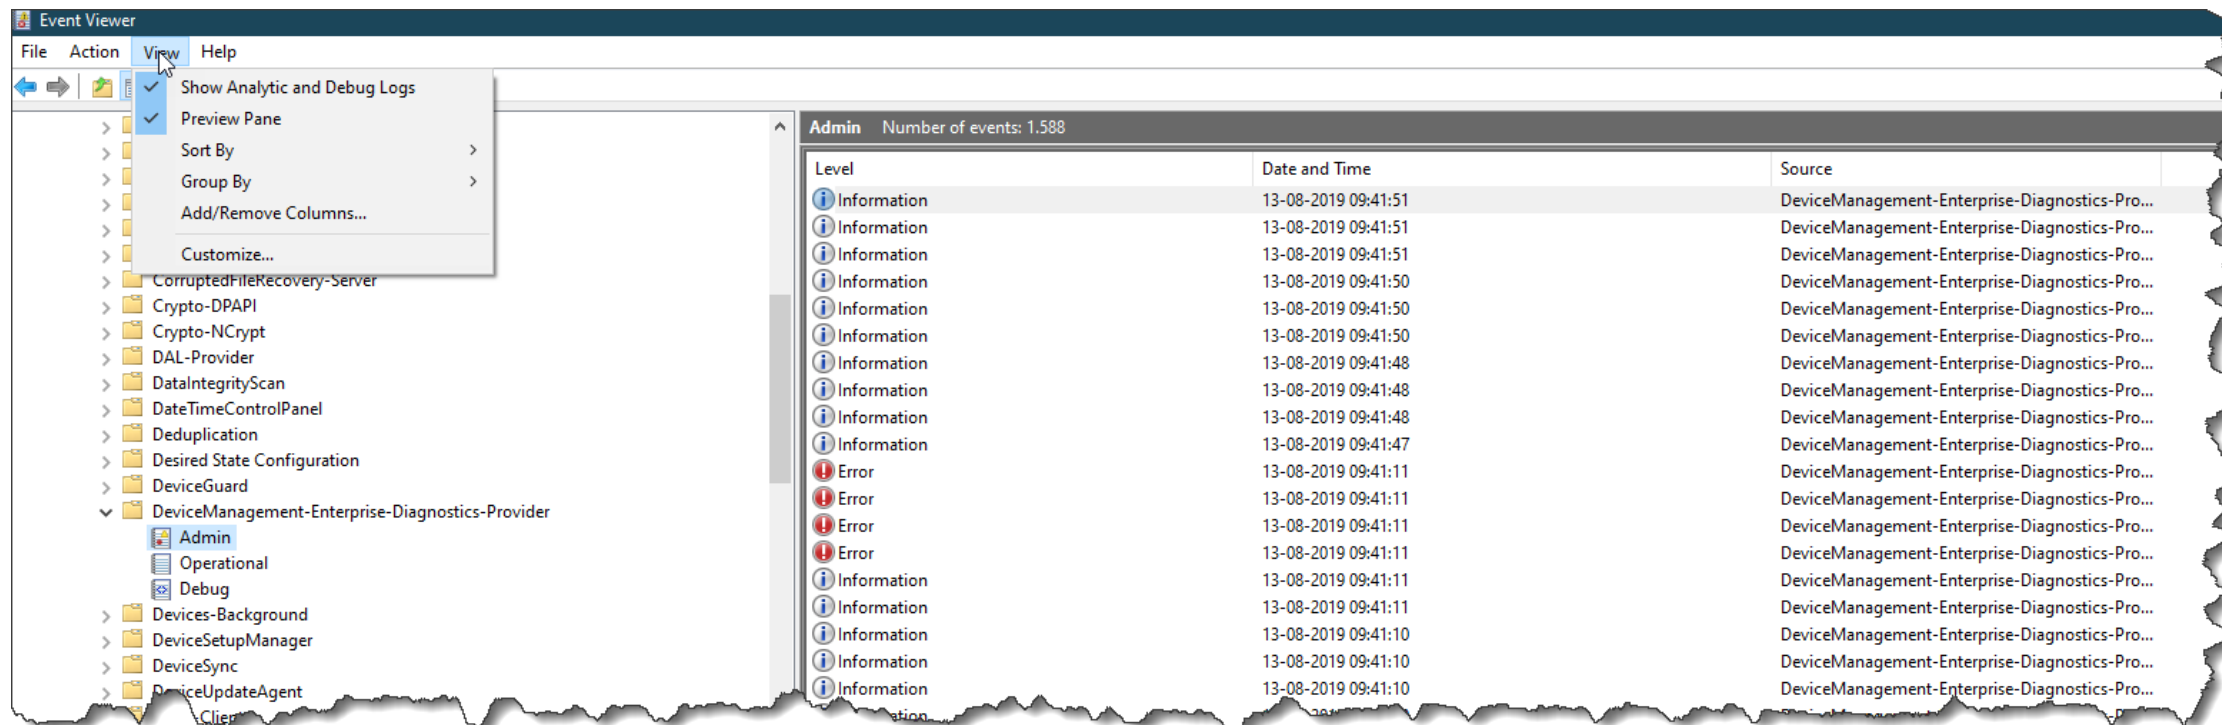 Event Viewer
File Action View Help
Show Analytic and Debug Logs
Preview Pane
Sort By
Group By
Add/Remove Columns...
Customize...
CorruptedFileRecovery-Server
Crypto-DPAPI
Crypto-NCrypt
DAL-Provider
DataIntegrityScan
DateTimeControlPanel
Deduplication
Desired State Configuration
DeviceGuard
DeviceManagement-Enterprise-Diagnostics-Provider
Admin
Operational
Debug
Devices-Background
DeviceSetupManager
DeviceSync
DeviceUpdateAgent
Admin Number of events: 1.588
Level Date and Time Source
Information 13-08-2019 09:41:51 DeviceManagement-Enterprise-Diagnostics-Pro...
Information 13-08-2019 09:41:51 DeviceManagement-Enterprise-Diagnostics-Pro...
Information 13-08-2019 09:41:51 DeviceManagement-Enterprise-Diagnostics-Pro...
Information 13-08-2019 09:41:50 DeviceManagement-Enterprise-Diagnostics-Pro...
Information 13-08-2019 09:41:50 DeviceManagement-Enterprise-Diagnostics-Pro...
Information 13-08-2019 09:41:50 DeviceManagement-Enterprise-Diagnostics-Pro...
Information 13-08-2019 09:41:48 DeviceManagement-Enterprise-Diagnostics-Pro...
Information 13-08-2019 09:41:48 DeviceManagement-Enterprise-Diagnostics-Pro...
Information 13-08-2019 09:41:48 DeviceManagement-Enterprise-Diagnostics-Pro...
Information 13-08-2019 09:41:47 DeviceManagement-Enterprise-Diagnostics-Pro...
Error 13-08-2019 09:41:11 DeviceManagement-Enterprise-Diagnostics-Pro...
Error 13-08-2019 09:41:11 DeviceManagement-Enterprise-Diagnostics-Pro...
Error 13-08-2019 09:41:11 DeviceManagement-Enterprise-Diagnostics-Pro...
Error 13-08-2019 09:41:11 DeviceManagement-Enterprise-Diagnostics-Pro...
Information 13-08-2019 09:41:11 DeviceManagement-Enterprise-Diagnostics-Pro...
Information 13-08-2019 09:41:11 DeviceManagement-Enterprise-Diagnostics-Pro...
Information 13-08-2019 09:41:10 DeviceManagement-Enterprise-Diagnostics-Pro...
Information 13-08-2019 09:41:10 DeviceManagement-Enterprise-Diagnostics-Pro...
Information 13-08-2019 09:41:10 DeviceManagement-Enterprise-Diagnostics-Pro...